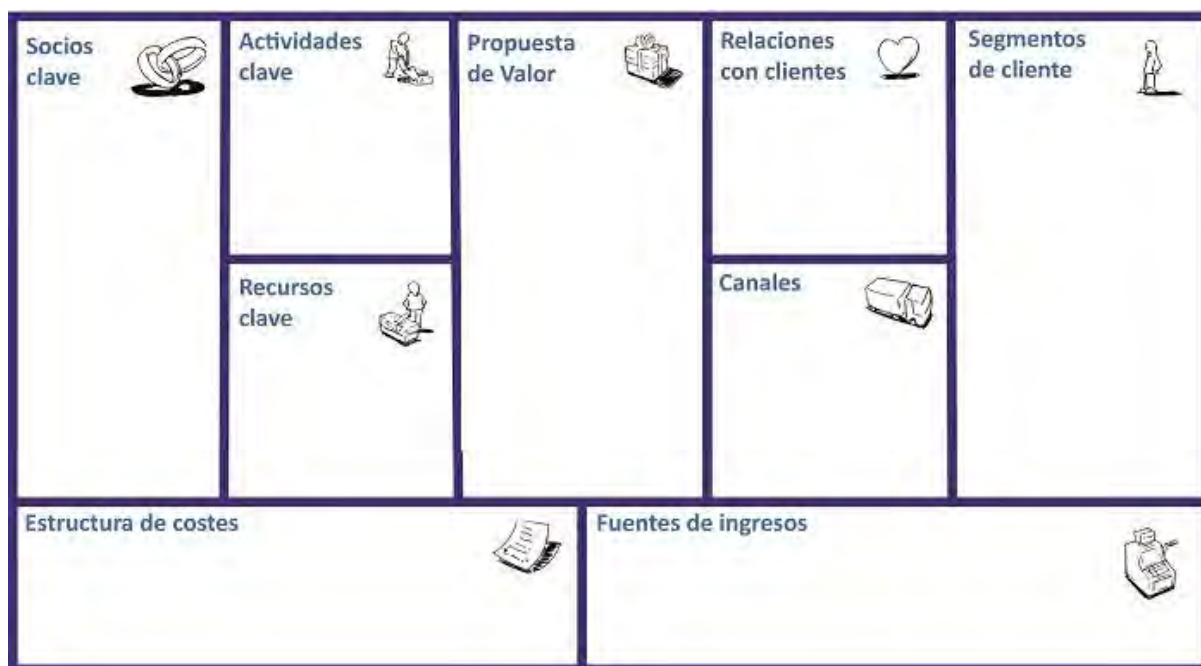 Socios
clave
Actividades
clave
Propuesta
de Valor
Relaciones
con clientes
Segmentos
de cliente
Recursos
clave
Canales
Estructura de costes
Fuentes de ingresos